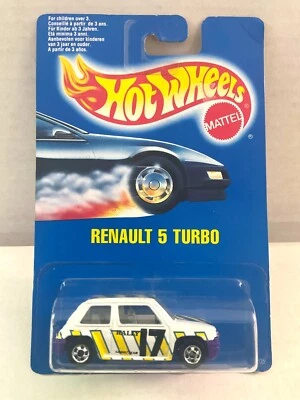 For children over 3.
Conseillé à partir de 3 ans.
Für Kinder ab 3 Jahren.
Età minima 3 anni.
Aanbevolen voor kinderen
van 3 jaar en ouder.
A partir de 3 años.
HOT WHEELS
®
MATTEL
RENAULT 5 TURBO
RALLY
17